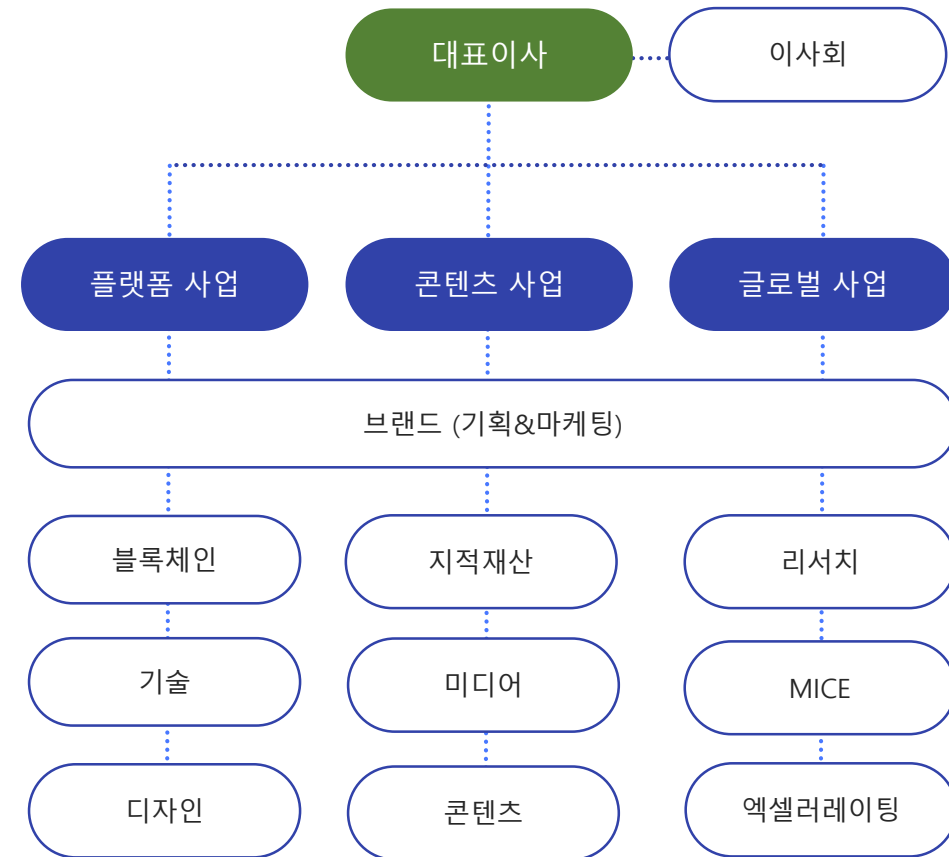 대표이사
이사회
플랫폼 사업
콘텐츠 사업
글로벌 사업
브랜드 (기획&마케팅)
블록체인
지적재산
리서치
기술
미디어
MICE
디자인
콘텐츠
엑셀러레이팅